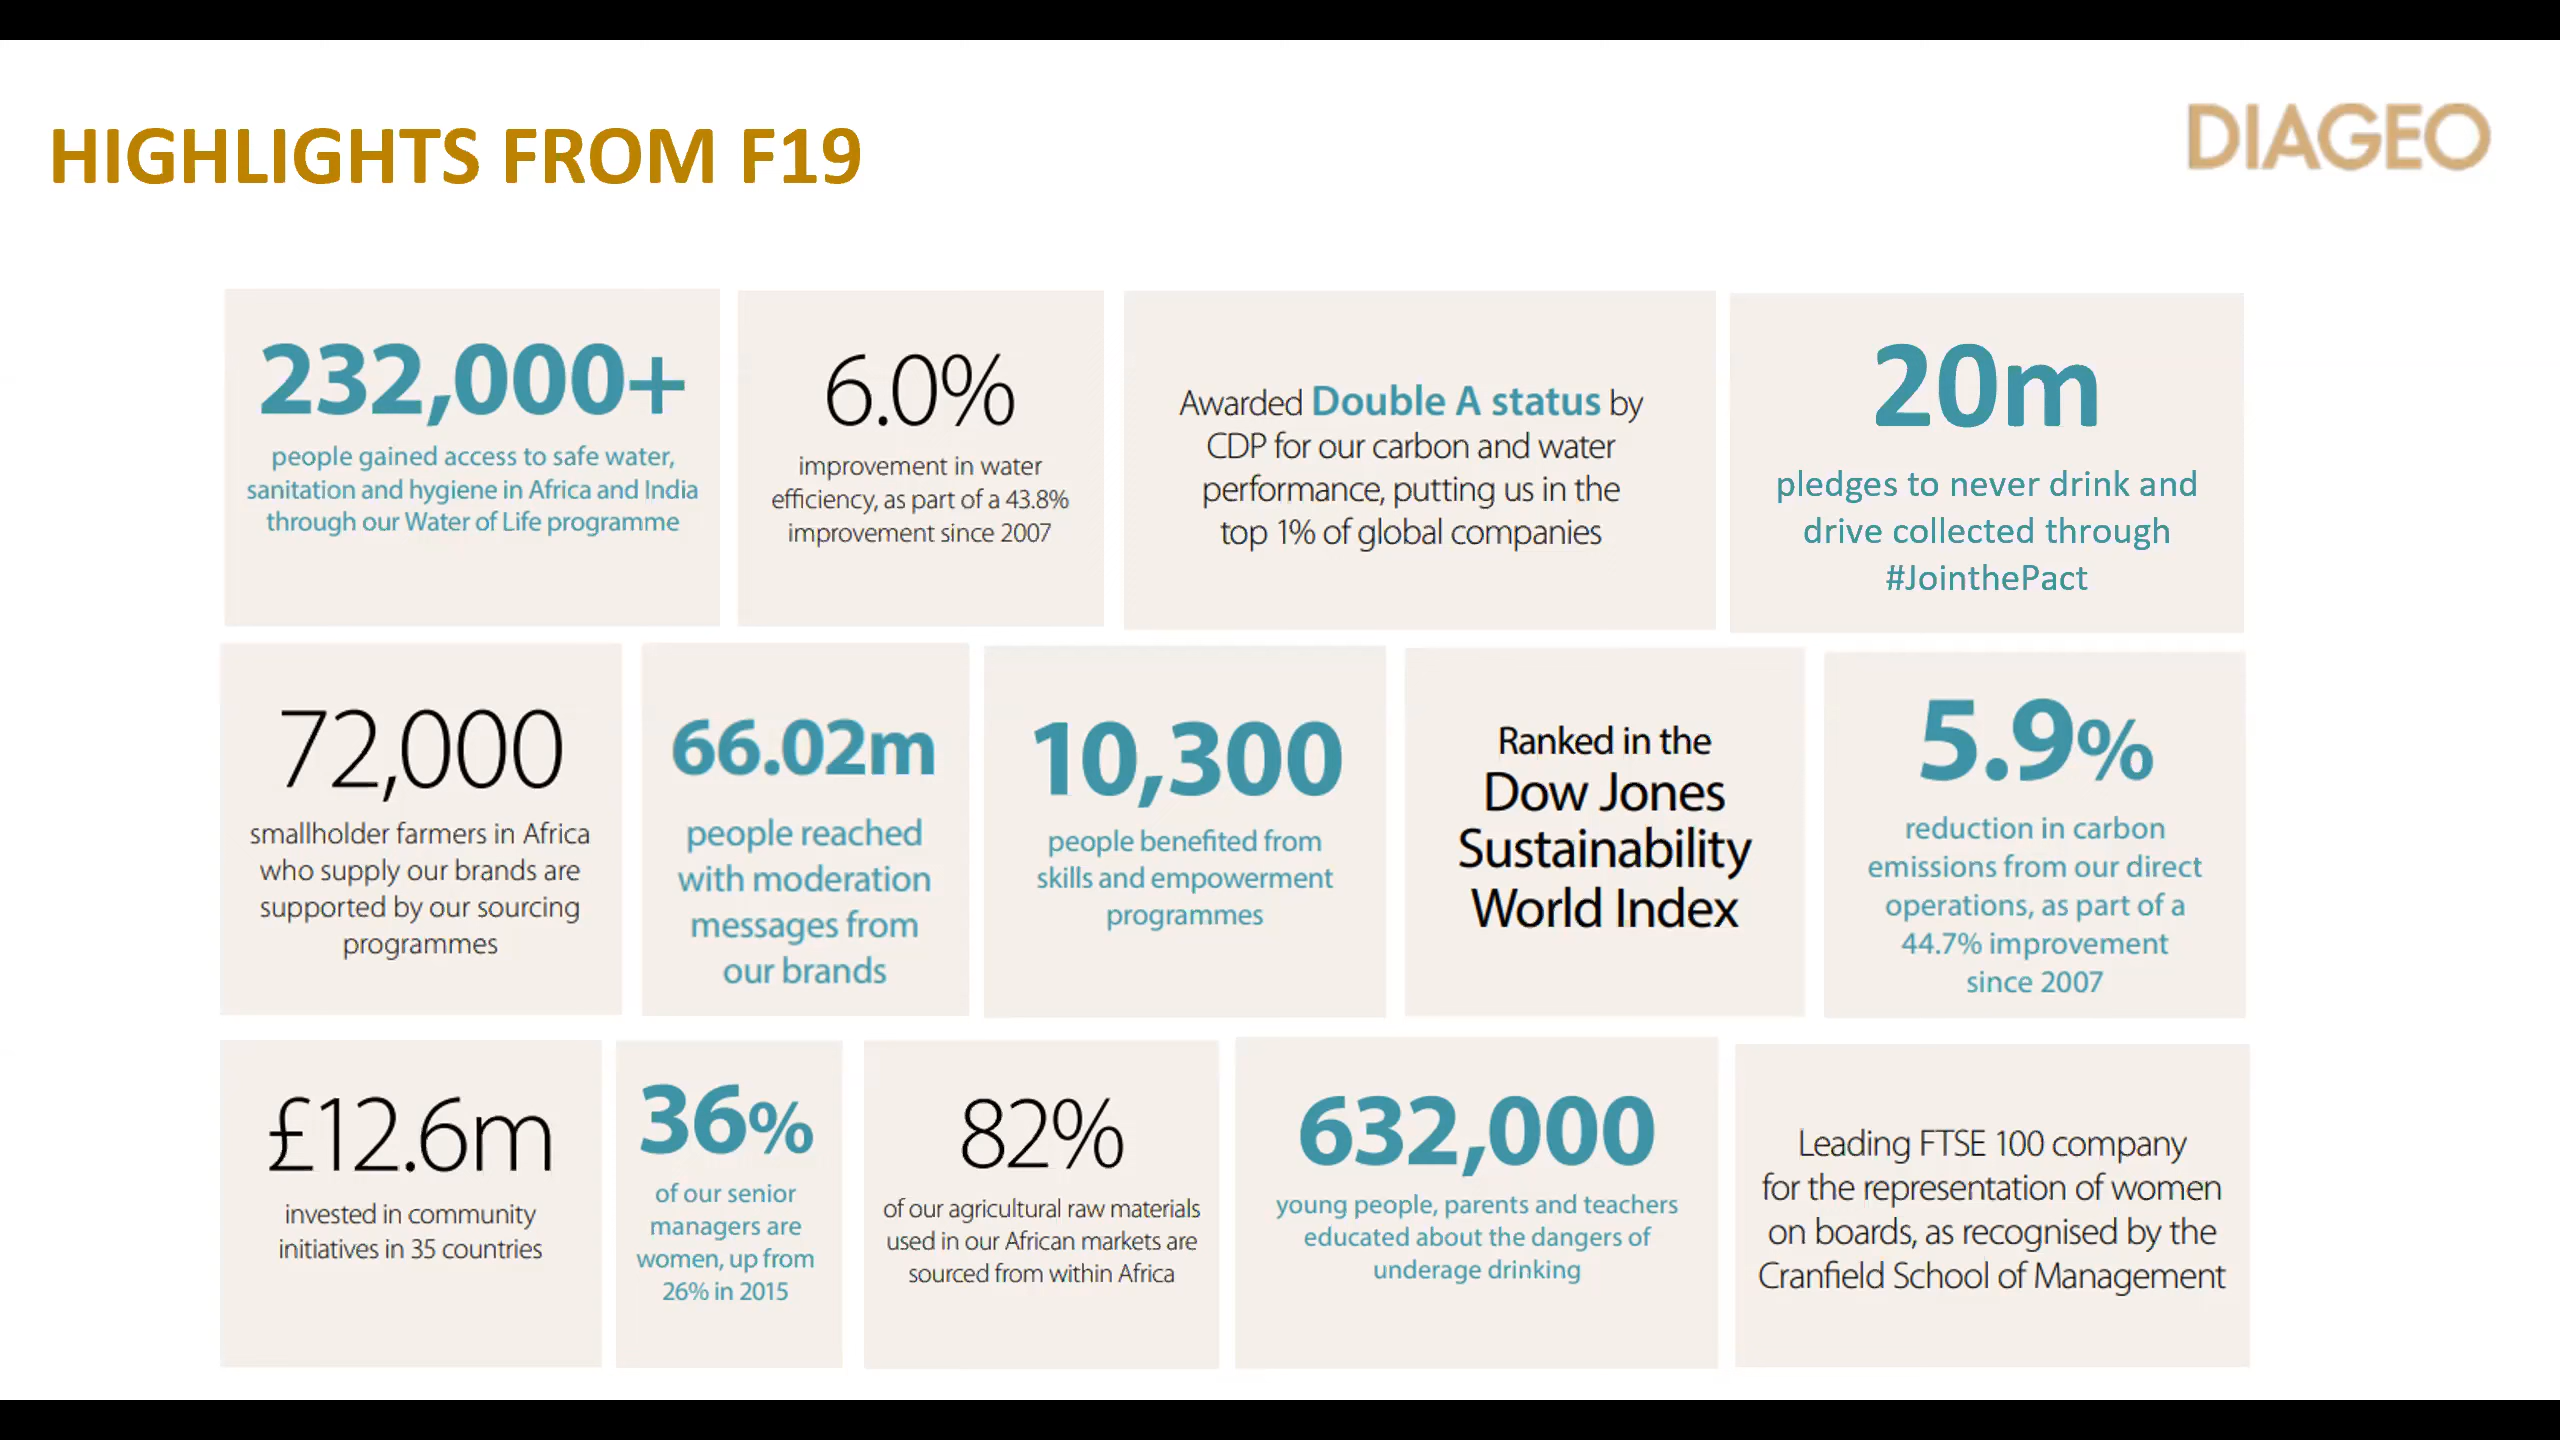 HIGHLIGHTS FROM F19
DIAGEO
232,000+
people gained access to safe water,
sanitation and hygiene in Africa and India
through our Water of Life programme
6.0%
improvement in water
efficiency, as part of a 43.8%
improvement since 2007
Awarded Double A status by
CDP for our carbon and water
performance, putting us in the
top 1% of global companies
20m
pledges to never drink and
drive collected through
#JointhePact
72,000
smallholder farmers in Africa
who supply our brands are
supported by our sourcing
programmes
66.02m
people reached
with moderation
messages from
our brands
10,300
people benefited from
skills and empowerment
programmes
Ranked in the
Dow Jones
Sustainability
World Index
5.9%
reduction in carbon
emissions from our direct
operations, as part of a
44.7% improvement
since 2007
£12.6m
invested in community
initiatives in 35 countries
36%
of our senior
managers are
women, up from
26% in 2015
82%
of our agricultural raw materials
used in our African markets are
sourced from within Africa
632,000
young people, parents and teachers
educated about the dangers of
underage drinking
Leading FTSE 100 company
for the representation of women
on boards, as recognised by the
Cranfield School of Management